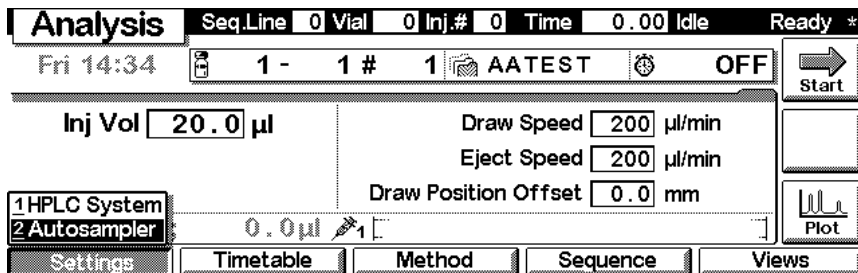 Analysis Seq.Line 0 Vial 0 Inj.# 0 Time 0.00 Idle Ready *
Fri 14:34 1 - 1 # 1 AATEST OFF
Start
Inj Vol 20.0 µl
Draw Speed 200 µl/min
Eject Speed 200 µl/min
Draw Position Offset 0.0 mm
1 HPLC System
2 Autosampler : 0.0µl 1
Plot
Settings Timetable Method Sequence Views